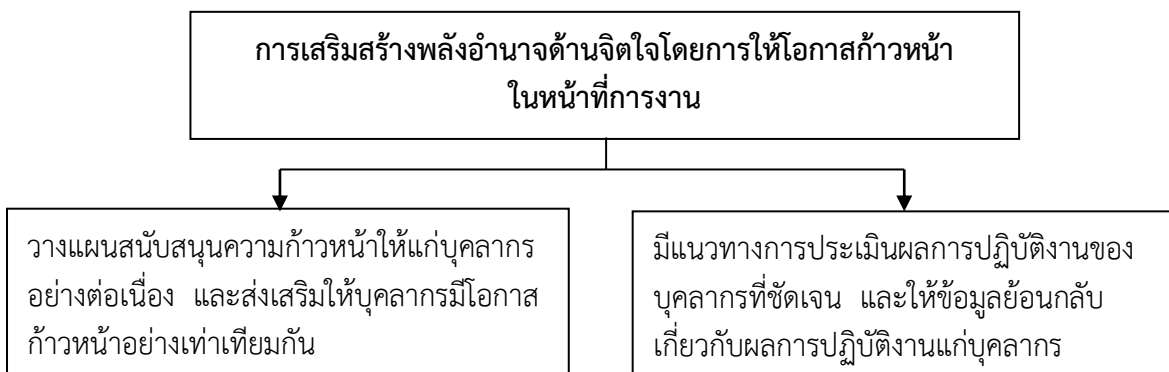 การเสริมสร้างพลังอำนาจด้านจิตใจโดยการให้โอกาสก้าวหน้า
ในหน้าที่การงาน
วางแผนสนับสนุนความก้าวหน้าให้แก่บุคลากร
อย่างต่อเนื่อง และส่งเสริมให้บุคลากรมีโอกาส
ก้าวหน้าอย่างเท่าเทียมกัน
มีแนวทางการประเมินผลการปฏิบัติงานของ
บุคลากรที่ชัดเจน และให้ข้อมูลย้อนกลับ
เกี่ยวกับผลการปฏิบัติงานแก่บุคลากร